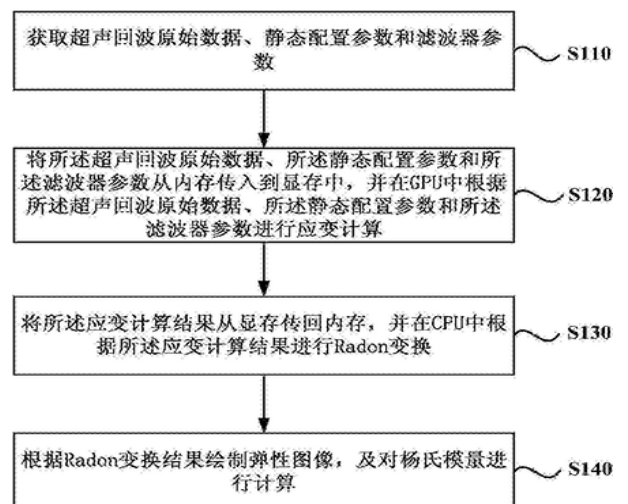 获取超声回波原始数据、静态配置参数和滤波器参
数
S110
将所述超声回波原始数据、所述静态配置参数和所
述滤波器参数从内存传入到显存中，并在GPU中根据
所述超声回波原始数据、所述静态配置参数和所述
滤波器参数进行应变计算
S120
将所述应变计算结果从显存传回内存，并在CPU中根
据所述应变计算结果进行Radon变换
S130
根据Radon变换结果绘制弹性图像，及对杨氏模量进
行计算
S140